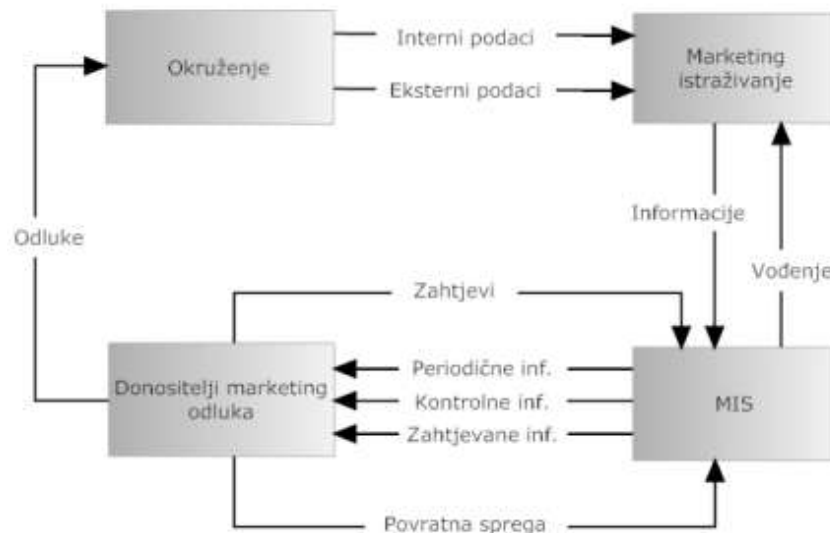 Okruženje
Interni podaci
Eksterni podaci
Marketing
istraživanje
Odluke
Informacije
Vođenje
Zahtjevi
Donositelji marketing
odluka
Periodične inf.
Kontrolne inf.
Zahtjevane inf.
MIS
Povratna sprega